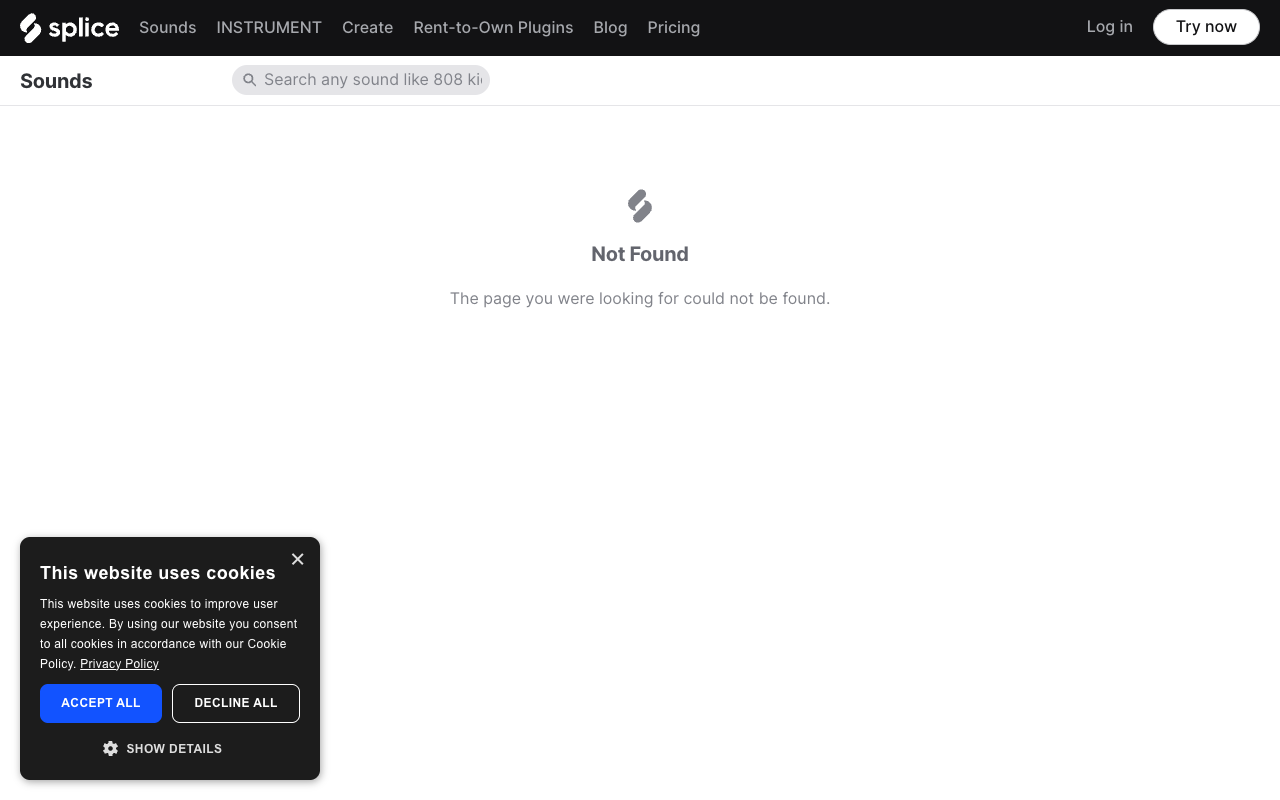 splice Sounds INSTRUMENT Create Rent-to-Own Plugins Blog Pricing Log in Try now
Sounds Search any sound like 808 ki
Not Found
The page you were looking for could not be found.
×
This website uses cookies
This website uses cookies to improve user
experience. By using our website you consent
to all cookies in accordance with our Cookie
Policy. Privacy Policy
ACCEPT ALL DECLINE ALL
SHOW DETAILS